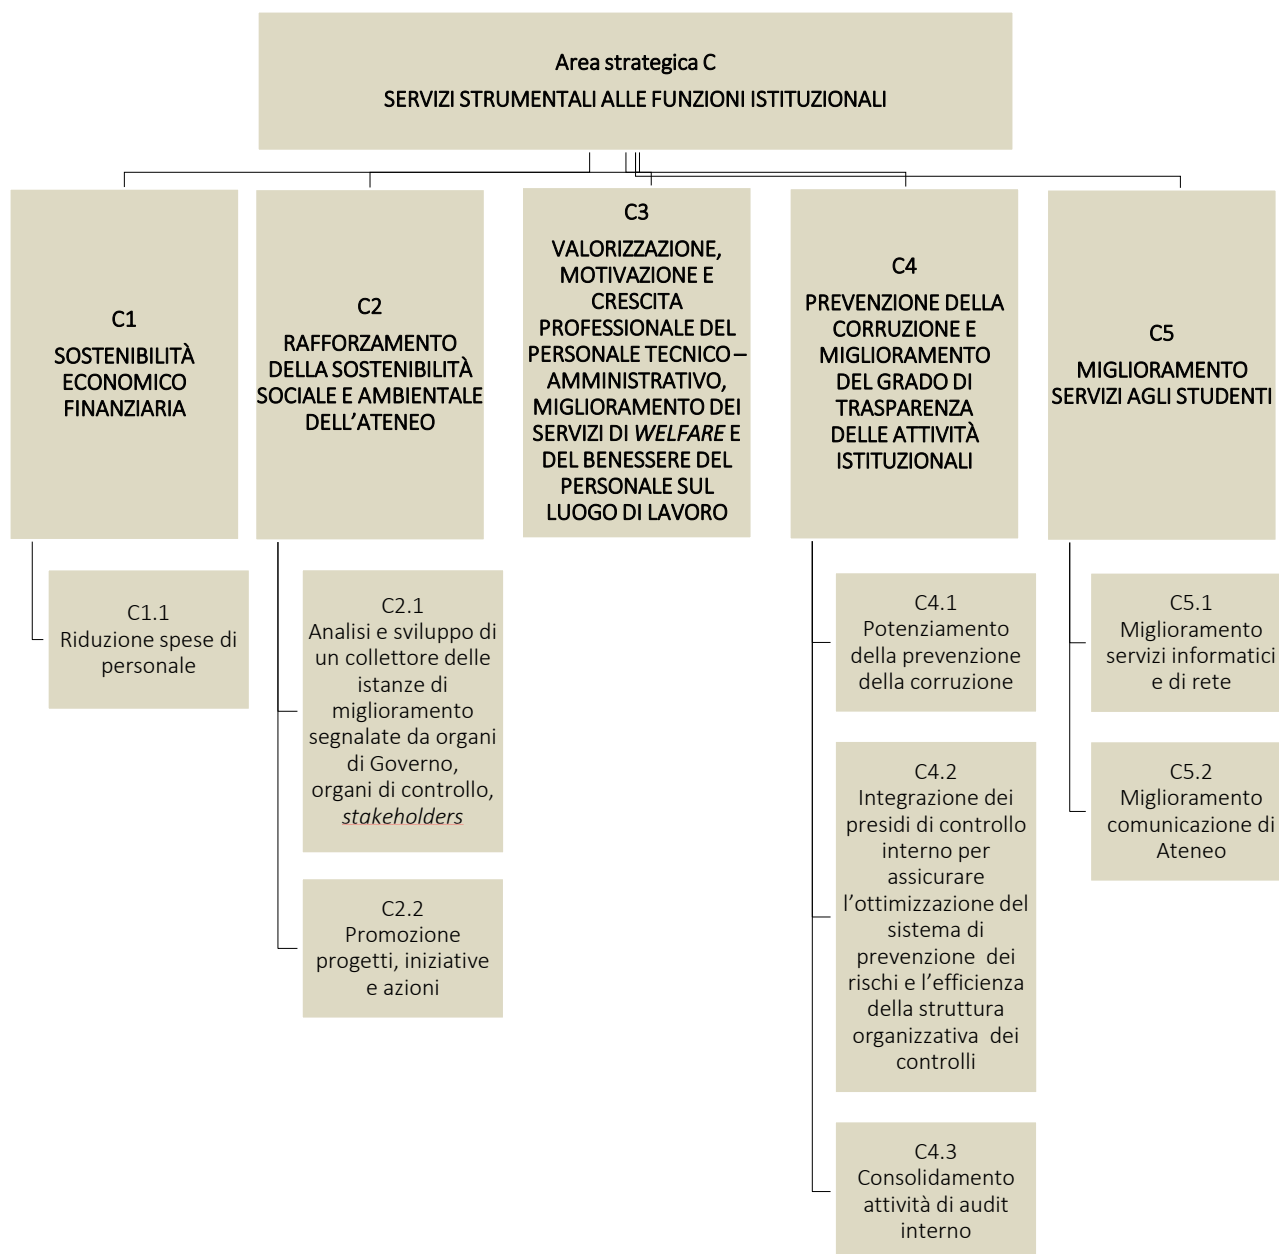 Area strategica C
SERVIZI STRUMENTALI ALLE FUNZIONI ISTITUZIONALI
C1
SOSTENIBILITÀ
ECONOMICO
FINANZIARIA
C2
RAFFORZAMENTO
DELLA SOSTENIBILITÀ
SOCIALE E AMBIENTALE
DELL’ATENEO
C3
VALORIZZAZIONE,
MOTIVAZIONE E
CRESCITA
PROFESSIONALE DEL
PERSONALE TECNICO –
AMMINISTRATIVO,
MIGLIORAMENTO DEI
SERVIZI DI WELFARE E
DEL BENESSERE DEL
PERSONALE SUL
LUOGO DI LAVORO
C4
PREVENZIONE DELLA
CORRUZIONE E
MIGLIORAMENTO
DEL GRADO DI
TRASPARENZA
DELLE ATTIVITÀ
ISTITUZIONALI
C5
MIGLIORAMENTO
SERVIZI AGLI STUDENTI
C1.1
Riduzione spese di
personale
C2.1
Analisi e sviluppo di
un collettore delle
istanze di
miglioramento
segnalate da organi
di Governo,
organi di controllo,
stakeholders
C2.2
Promozione
progetti, iniziative
e azioni
C4.1
Potenziamento
della prevenzione
della corruzione
C4.2
Integrazione dei
presidi di controllo
interno per
assicurare
l’ottimizzazione del
sistema di
prevenzione dei
rischi e l’efficienza
della struttura
organizzativa dei
controlli
C4.3
Consolidamento
attività di audit
interno
C5.1
Miglioramento
servizi informatici
e di rete
C5.2
Miglioramento
comunicazione di
Ateneo